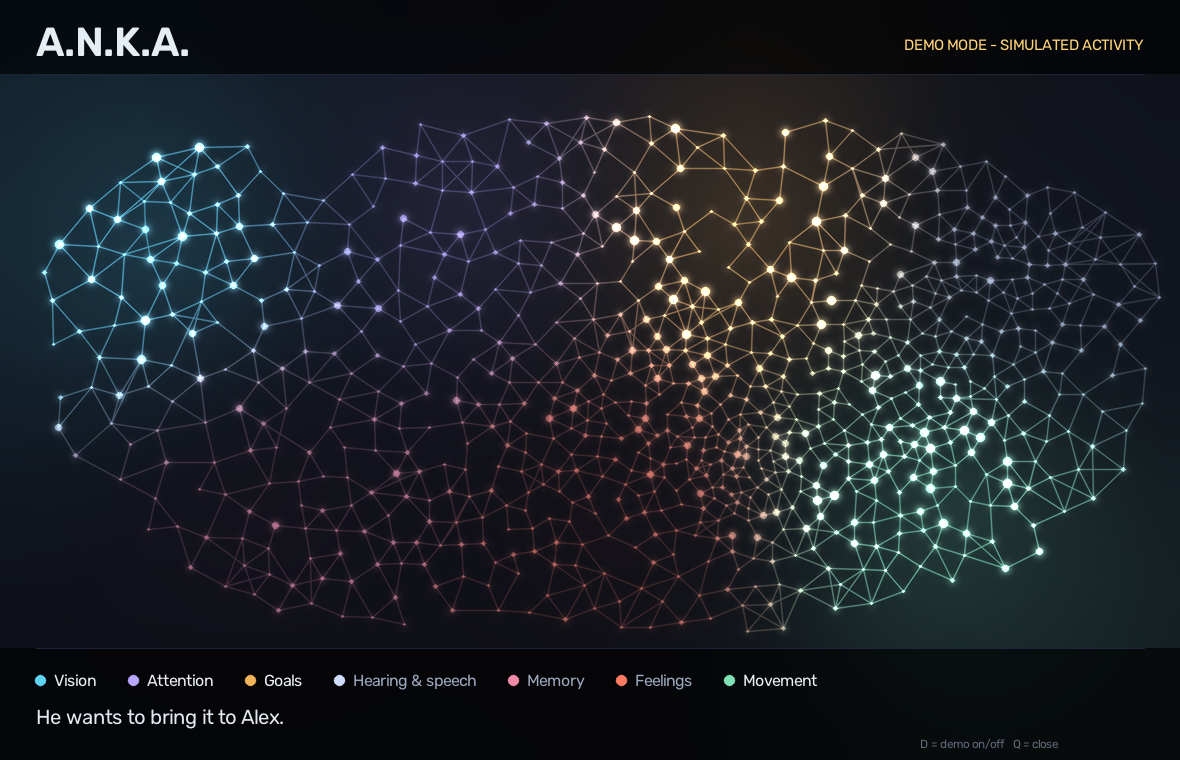 A.N.K.A.
DEMO MODE - SIMULATED ACTIVITY
Vision Attention Goals Hearing & speech Memory Feelings Movement
He wants to bring it to Alex.
D = demo on/off Q = close